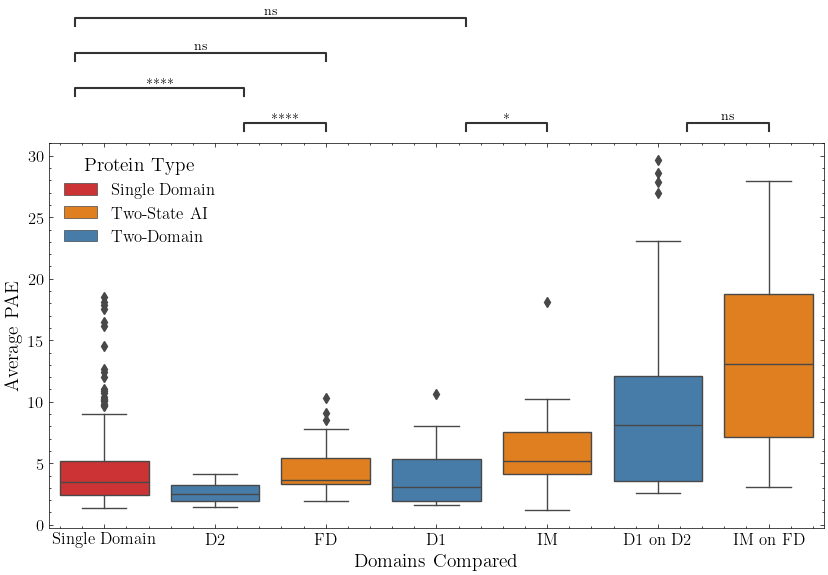 ns
ns
****
****
*
ns
Protein Type
Single Domain
Two-State AI
Two-Domain
Average PAE
30
25
20
15
10
5
0
Single Domain D2 FD D1 IM D1 on D2 IM on FD
Domains Compared